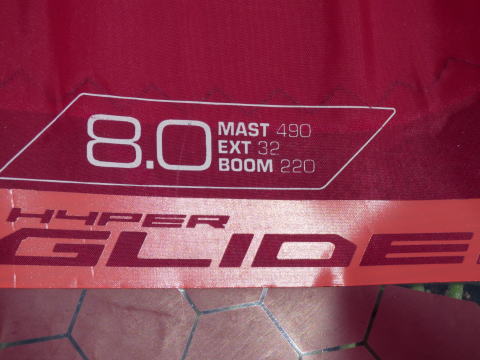 8.0
MAST 490
EXT 32
BOOM 220
HYPER
GLIDE